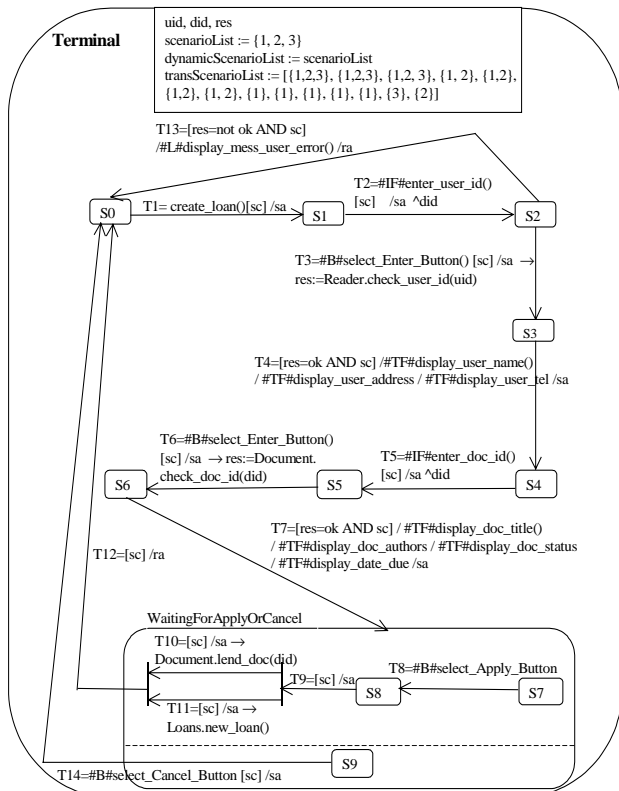 Terminal
uid, did, res
scenarioList := {1, 2, 3}
dynamicScenarioList := scenarioList
transScenarioList := [{1,2,3}, {1,2,3}, {1,2, 3}, {1, 2}, {1,2},
{1,2}, {1, 2}, {1}, {1}, {1}, {1}, {1}, {3}, {2}]
T13=[res=not ok AND sc]
/#L#display_mess_user_error() /ra
S0
T1= create_loan()[sc] /sa
S1
T2=#IF#enter_user_id()
[sc] /sa ^did
S2
T3=#B#select_Enter_Button() [sc] /sa →
res:=Reader.check_user_id(uid)
S3
T4=[res=ok AND sc] /#TF#display_user_name()
/ #TF#display_user_address / #TF#display_user_tel /sa
T6=#B#select_Enter_Button()
[sc] /sa → res:=Document.
check_doc_id(did)
T5=#IF#enter_doc_id()
[sc] /sa ^did
S6
S5
S4
T7=[res=ok AND sc] / #TF#display_doc_title()
/ #TF#display_doc_authors / #TF#display_doc_status
/ #TF#display_date_due /sa
T12=[sc] /ra
WaitingForApplyOrCancel
T10=[sc] /sa →
Document.lend_doc(did)
T9=[sc] /sa
T8=#B#select_Apply_Button
S8
S7
T11=[sc] /sa →
Loans.new_loan()
S9
T14=#B#select_Cancel_Button [sc] /sa